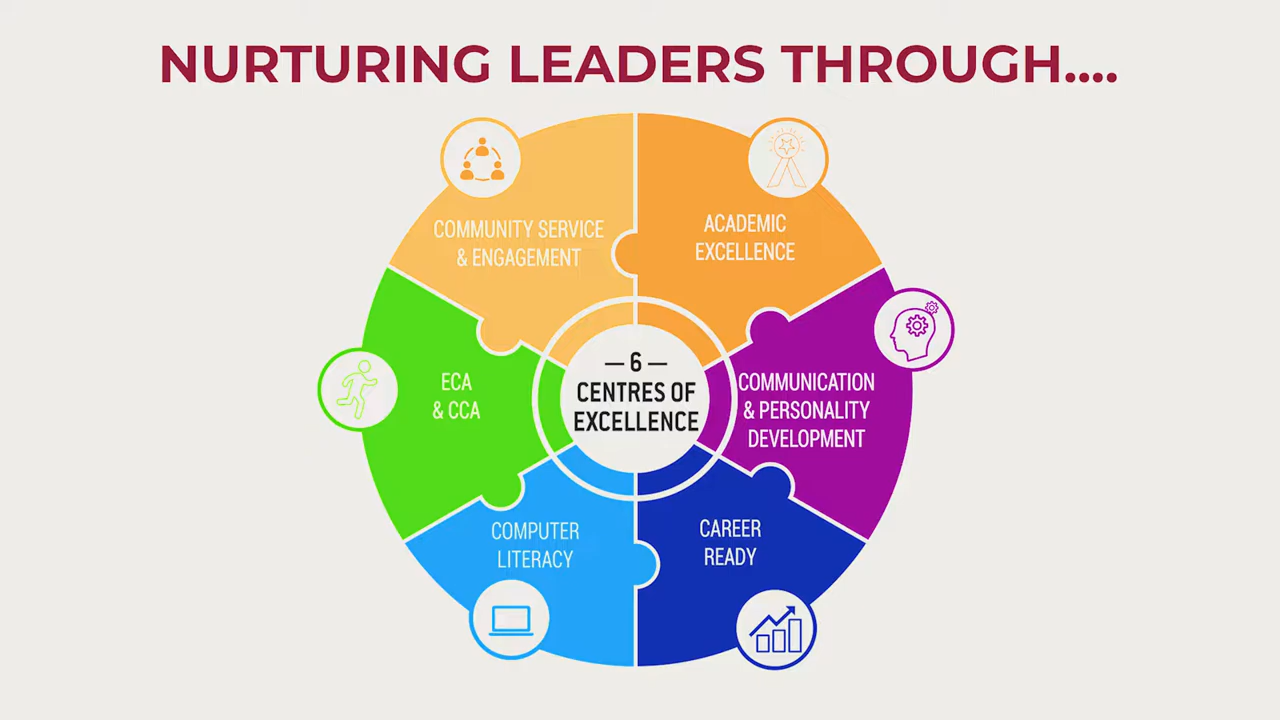 NURTURING LEADERS THROUGH....
COMMUNITY SERVICE
& ENGAGEMENT
ACADEMIC
EXCELLENCE
ECA
& CCA
— 6 —
CENTRES OF
EXCELLENCE
COMMUNICATION
& PERSONALITY
DEVELOPMENT
COMPUTER
LITERACY
CAREER
READY